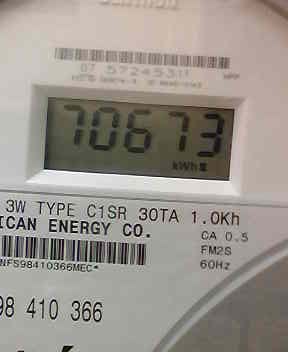 07 57245311
70673
kWh
3W TYPE C1SR 30TA 1.0Kh
ICAN ENERGY CO.
CA 0.5
FM2S
60Hz
NFS98410366MEC*
98 410 366